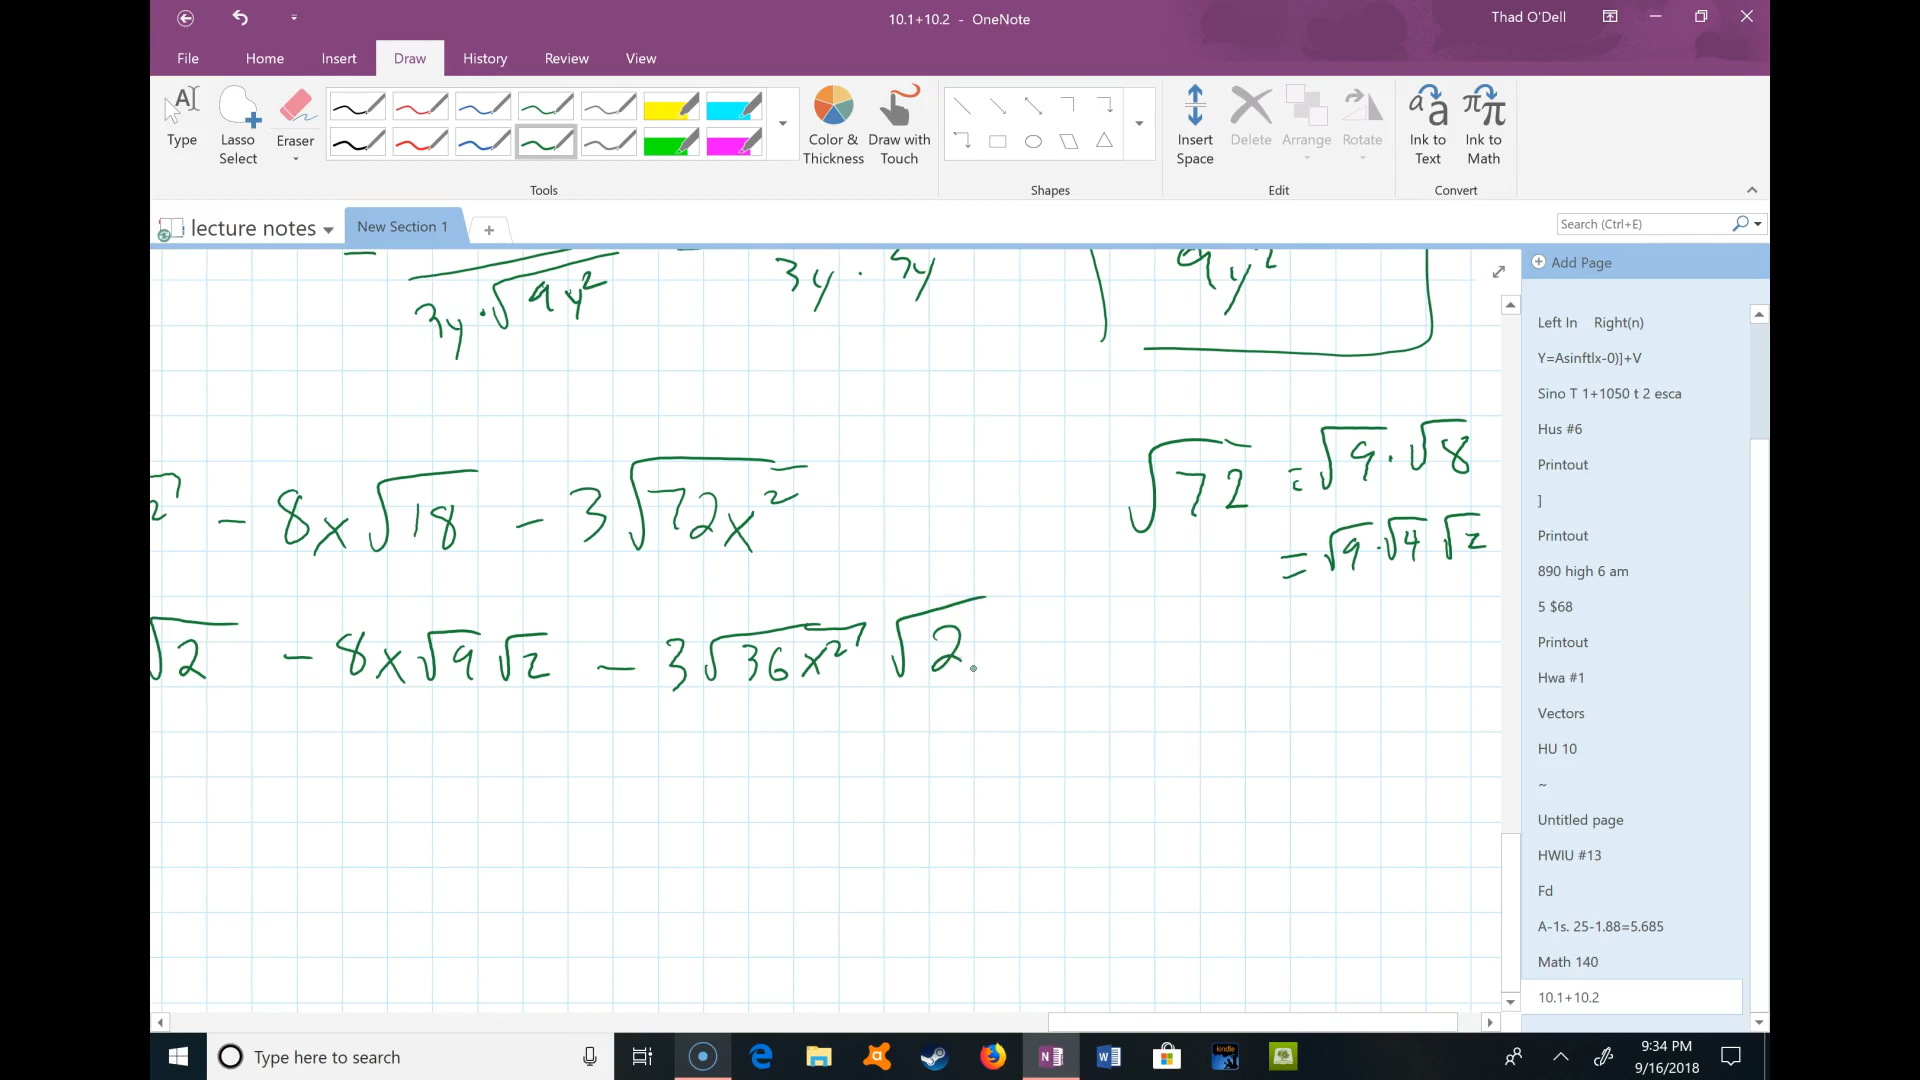 10.1+10.2 - OneNote
Thad O'Dell
File Home Insert Draw History Review View
Type
Lasso Select
Eraser
Color & Thickness
Draw with Touch
Insert Space
Delete
Arrange
Rotate
Ink to Text
Ink to Math
Tools
Shapes
Edit
Convert
lecture notes
New Section 1
Search (Ctrl+E)
Add Page
Left In Right(n)
Y=Asinft|x-0)]+V
Sino T 1+1050 t 2 esca
Hus #6
Printout
]
Printout
890 high 6 am
5 $68
Printout
Hwa #1
Vectors
HU 10
~
Untitled page
HWIU #13
Fd
A-1s. 25-1.88=5.685
Math 140
10.1+10.2
3y·√9y²
3y·3y
9y²
- 8x√18 - 3√72x²
√72 = √9·√8
= √9·√4 √2
√2 - 8x√9 √2 - 3√36x² √2
Type here to search
9:34 PM
9/16/2018